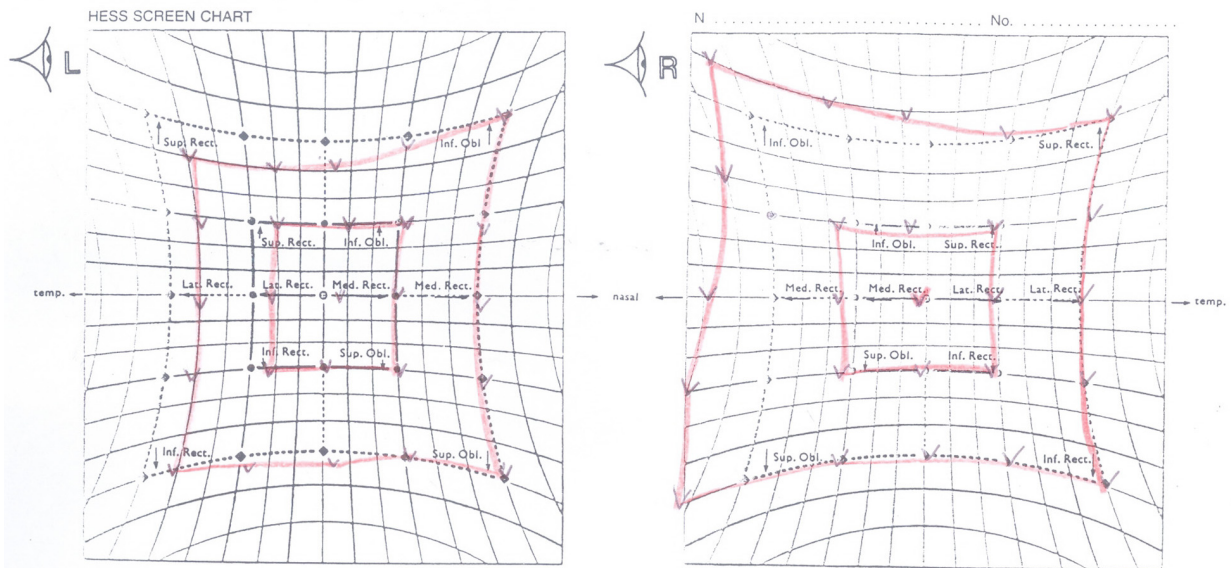 HESS SCREEN CHART
N
No.
L
R
Sup. Rect.
Inf. Obl.
Sup. Rect.
Inf. Obl.
temp.
Lat. Rect.
Lat. Rect.
Med. Rect.
Med. Rect.
nasal
Inf. Rect.
Sup. Obl.
Inf. Rect.
Sup. Obl.
Inf. Obl.
Sup. Rect.
Inf. Obl.
Sup. Rect.
Med. Rect.
Med. Rect.
Lat. Rect.
Lat. Rect.
temp.
Sup. Obl.
Inf. Rect.
Sup. Obl.
Inf. Rect.